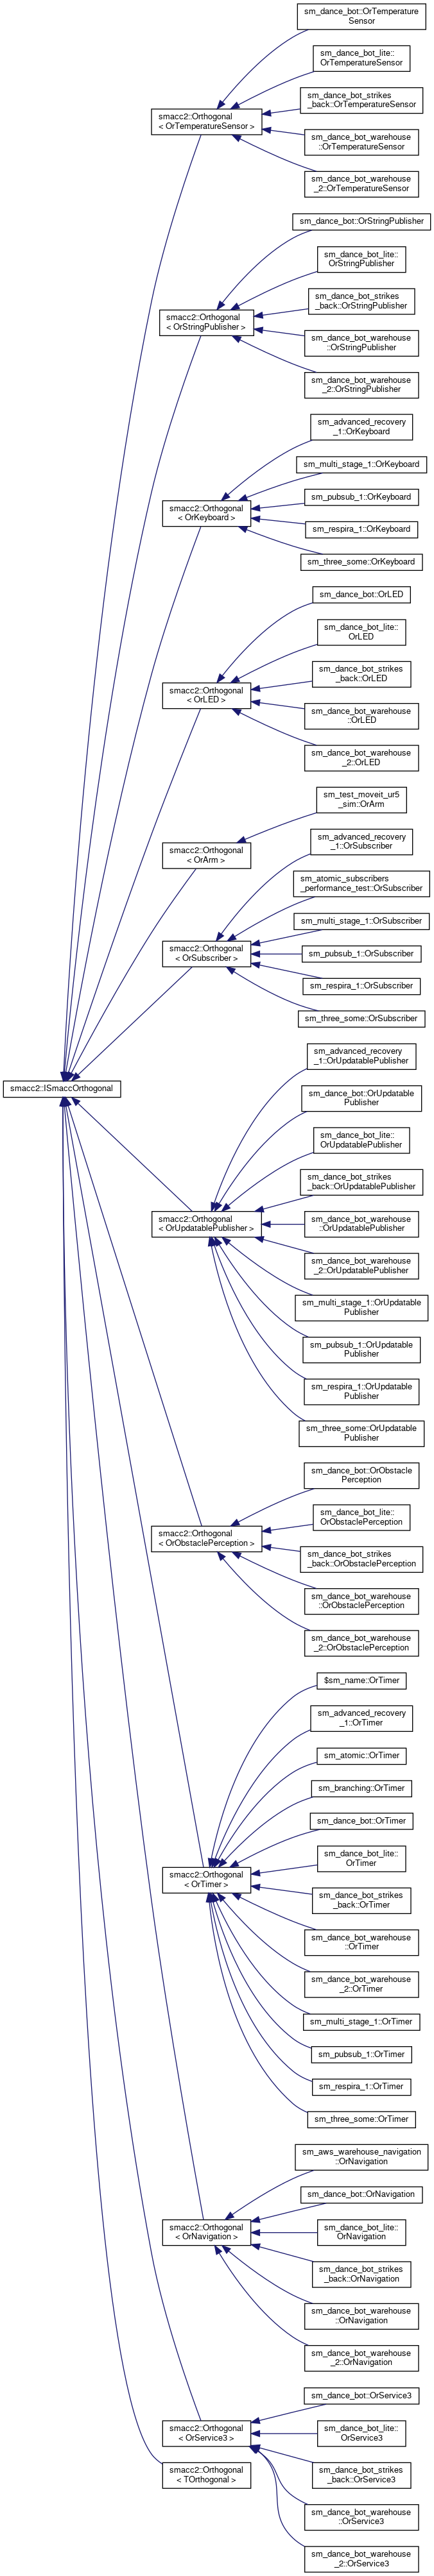 sm_dance_bot::OrTemperature
Sensor
sm_dance_bot_lite::
OrTemperatureSensor
smacc2::Orthogonal
< OrTemperatureSensor >
sm_dance_bot_strikes
_back::OrTemperatureSensor
sm_dance_bot_warehouse
::OrTemperatureSensor
sm_dance_bot_warehouse
_2::OrTemperatureSensor
sm_dance_bot::OrStringPublisher
sm_dance_bot_lite::
OrStringPublisher
smacc2::Orthogonal
< OrStringPublisher >
sm_dance_bot_strikes
_back::OrStringPublisher
sm_dance_bot_warehouse
::OrStringPublisher
sm_dance_bot_warehouse
_2::OrStringPublisher
sm_advanced_recovery
_1::OrKeyboard
sm_multi_stage_1::OrKeyboard
smacc2::Orthogonal
< OrKeyboard >
sm_pubsub_1::OrKeyboard
sm_respira_1::OrKeyboard
sm_three_some::OrKeyboard
sm_dance_bot::OrLED
sm_dance_bot_lite::
OrLED
smacc2::Orthogonal
< OrLED >
sm_dance_bot_strikes
_back::OrLED
sm_dance_bot_warehouse
::OrLED
sm_dance_bot_warehouse
_2::OrLED
sm_test_moveit_ur5
_sim::OrArm
smacc2::Orthogonal
< OrArm >
sm_advanced_recovery
_1::OrSubscriber
sm_atomic_subscribers
_performance_test::OrSubscriber
sm_multi_stage_1::OrSubscriber
smacc2::Orthogonal
< OrSubscriber >
sm_pubsub_1::OrSubscriber
sm_respira_1::OrSubscriber
sm_three_some::OrSubscriber
smacc2::ISmaccOrthogonal
sm_advanced_recovery
_1::OrUpdatablePublisher
sm_dance_bot::OrUpdatable
Publisher
sm_dance_bot_lite::
OrUpdatablePublisher
sm_dance_bot_strikes
_back::OrUpdatablePublisher
smacc2::Orthogonal
< OrUpdatablePublisher >
sm_dance_bot_warehouse
::OrUpdatablePublisher
sm_dance_bot_warehouse
_2::OrUpdatablePublisher
sm_multi_stage_1::OrUpdatable
Publisher
sm_pubsub_1::OrUpdatable
Publisher
sm_respira_1::OrUpdatable
Publisher
sm_three_some::OrUpdatable
Publisher
sm_dance_bot::OrObstacle
Perception
sm_dance_bot_lite::
OrObstaclePerception
smacc2::Orthogonal
< OrObstaclePerception >
sm_dance_bot_strikes
_back::OrObstaclePerception
sm_dance_bot_warehouse
::OrObstaclePerception
sm_dance_bot_warehouse
_2::OrObstaclePerception
$sm_name::OrTimer
sm_advanced_recovery
_1::OrTimer
sm_atomic::OrTimer
sm_branching::OrTimer
sm_dance_bot::OrTimer
sm_dance_bot_lite::
OrTimer
smacc2::Orthogonal
< OrTimer >
sm_dance_bot_strikes
_back::OrTimer
sm_dance_bot_warehouse
::OrTimer
sm_dance_bot_warehouse
_2::OrTimer
sm_multi_stage_1::OrTimer
sm_pubsub_1::OrTimer
sm_respira_1::OrTimer
sm_three_some::OrTimer
sm_aws_warehouse_navigation
::OrNavigation
sm_dance_bot::OrNavigation
smacc2::Orthogonal
< OrNavigation >
sm_dance_bot_lite::
OrNavigation
sm_dance_bot_strikes
_back::OrNavigation
sm_dance_bot_warehouse
::OrNavigation
sm_dance_bot_warehouse
_2::OrNavigation
sm_dance_bot::OrService3
smacc2::Orthogonal
< OrService3 >
sm_dance_bot_lite::
OrService3
smacc2::Orthogonal
< TOrthogonal >
sm_dance_bot_strikes
_back::OrService3
sm_dance_bot_warehouse
::OrService3
sm_dance_bot_warehouse
_2::OrService3